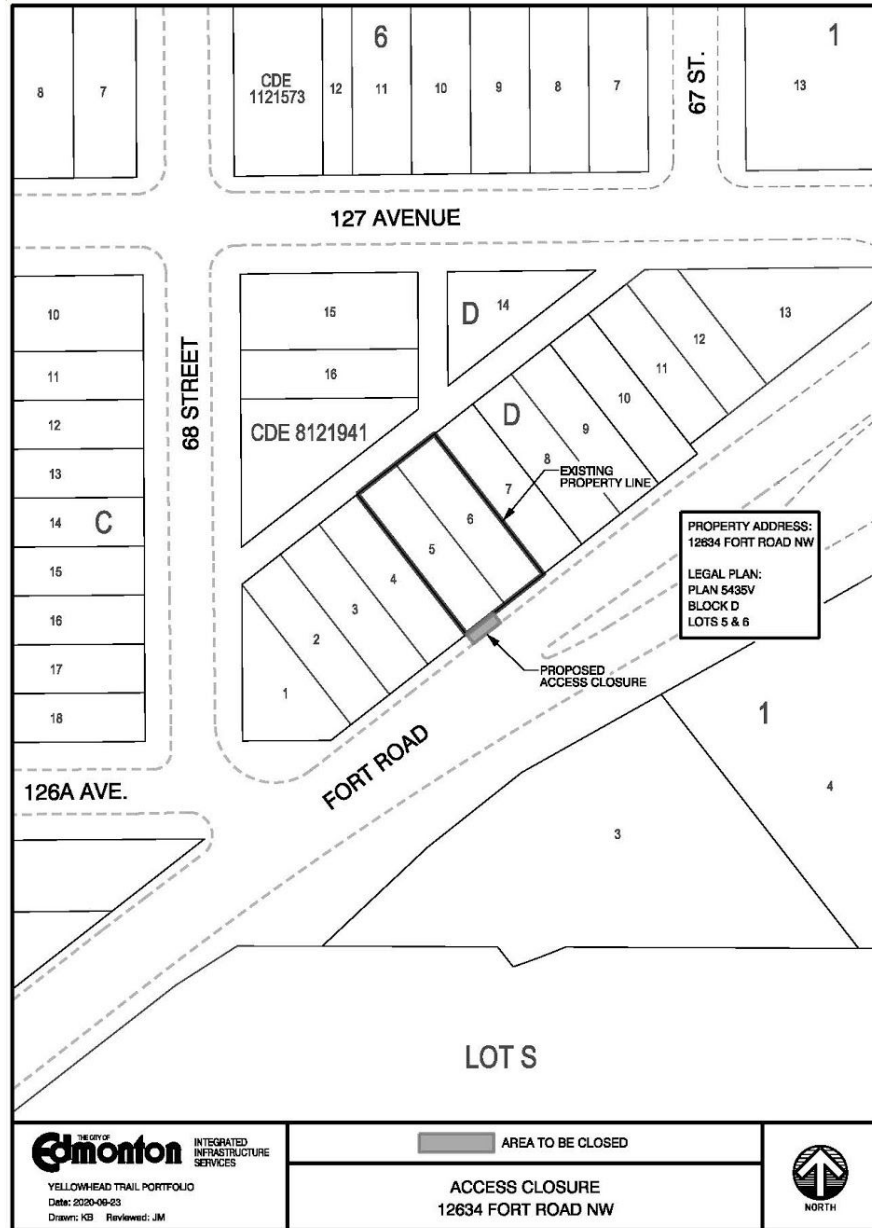 6
1
8
7
CDE
1121573
12
11
10
9
8
7
67 ST.
13
127 AVENUE
10
11
12
13
14
C
15
16
17
18
68 STREET
15
16
CDE 8121941
D
14
13
12
11
10
9
8
7
D
6
5
4
3
2
1
EXISTING
PROPERTY LINE
PROPERTY ADDRESS:
12634 FORT ROAD NW
LEGAL PLAN:
PLAN 5435V
BLOCK D
LOTS 5 & 6
PROPOSED
ACCESS CLOSURE
FORT ROAD
126A AVE.
1
4
3
LOT S
THE CITY OF
Edmonton
INTEGRATED
INFRASTRUCTURE
SERVICES
YELLOWHEAD TRAIL PORTFOLIO
Date: 2020-09-23
Drawn: KB Reviewed: JM
AREA TO BE CLOSED
ACCESS CLOSURE
12634 FORT ROAD NW
NORTH